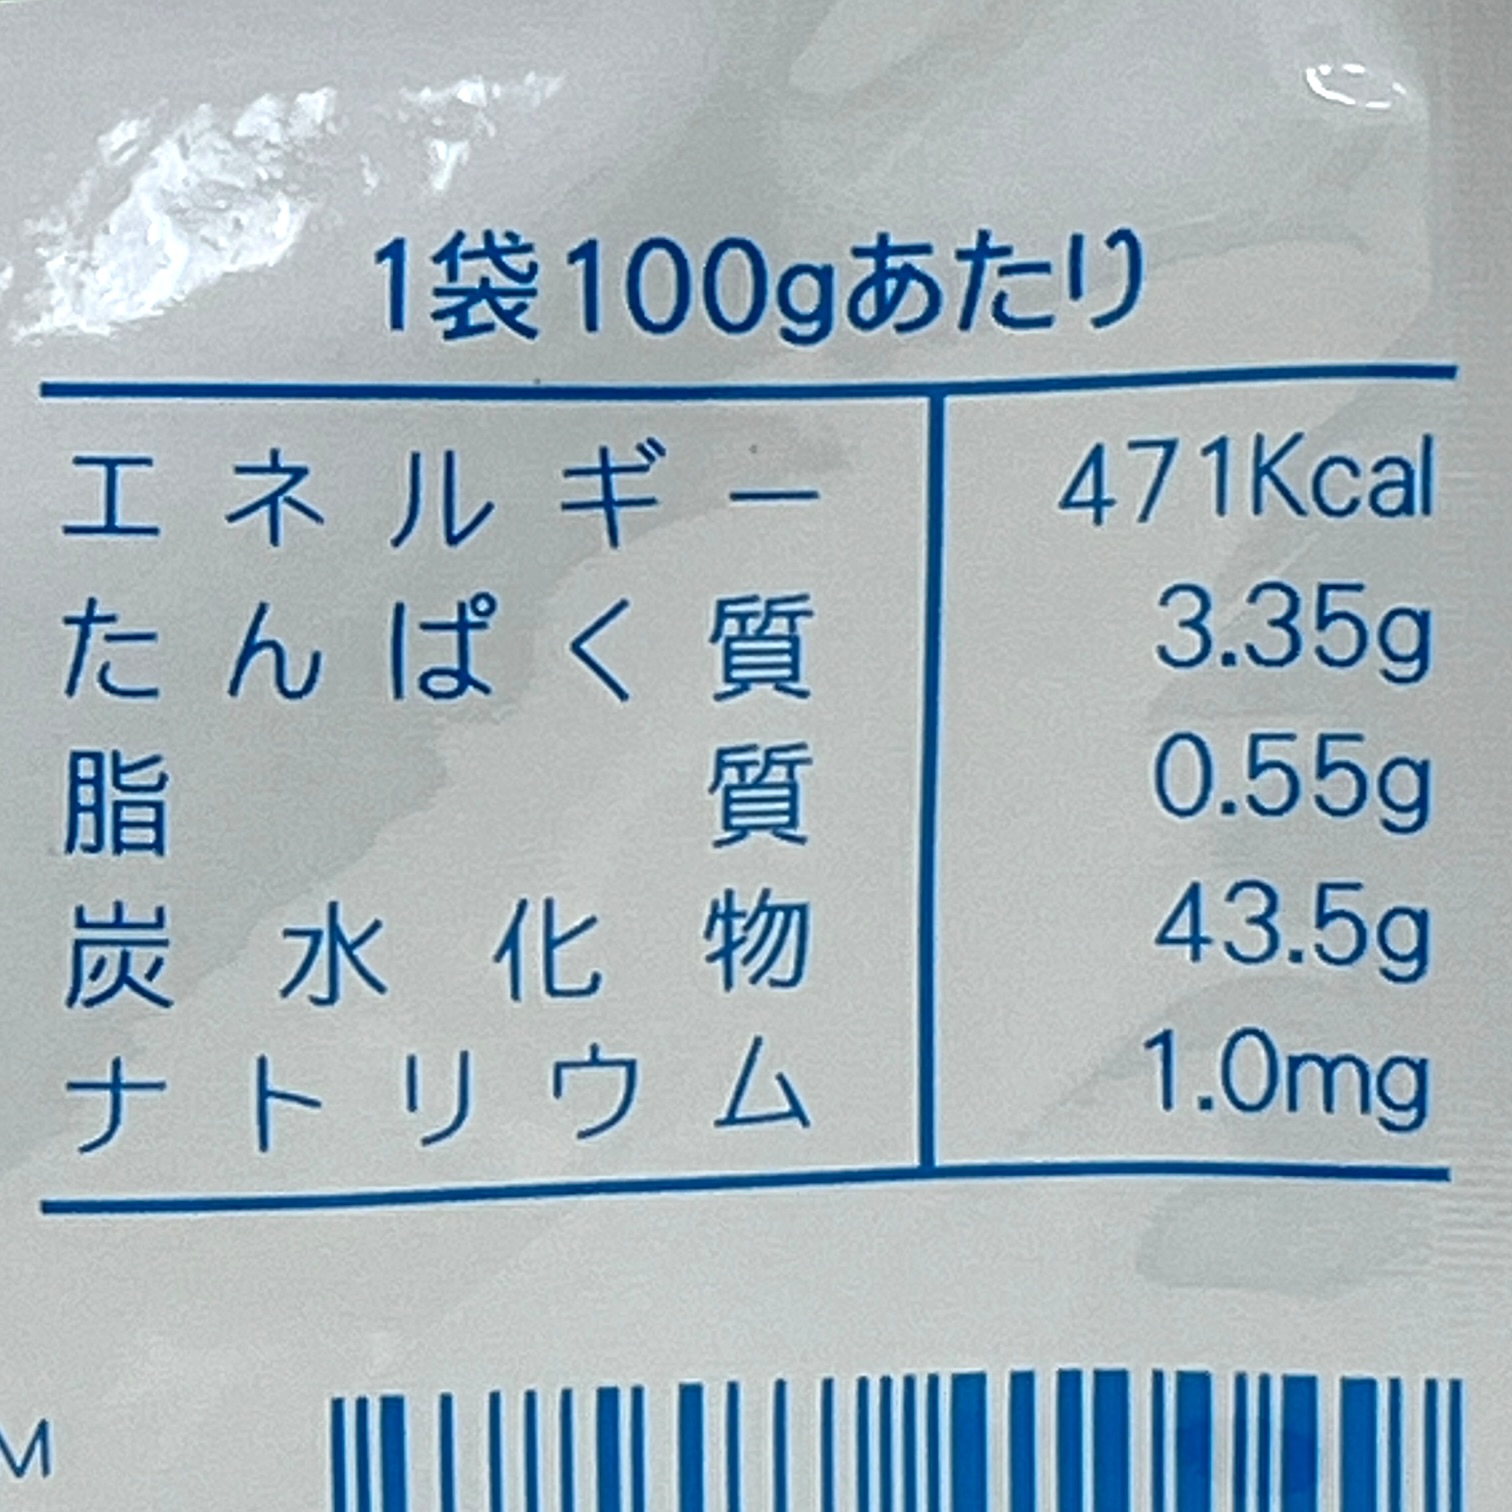 1袋100gあたり
エネルギー 471Kcal
たんぱく質 3.35g
脂質 0.55g
炭水化物 43.5g
ナトリウム 1.0mg
M